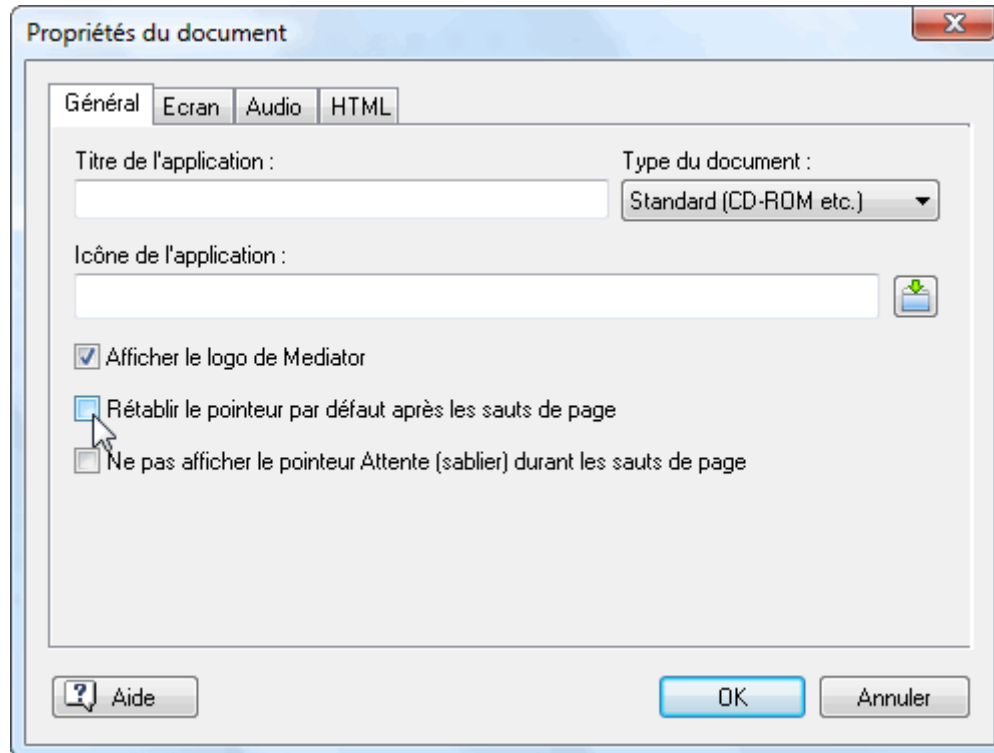 Propriétés du document
Général Ecran Audio HTML
Titre de l'application : Type du document :
Standard (CD-ROM etc.)
Icône de l'application :
Afficher le logo de Mediator
Rétablir le pointeur par défaut après les sauts de page
Ne pas afficher le pointeur Attente (sablier) durant les sauts de page
Aide OK Annuler